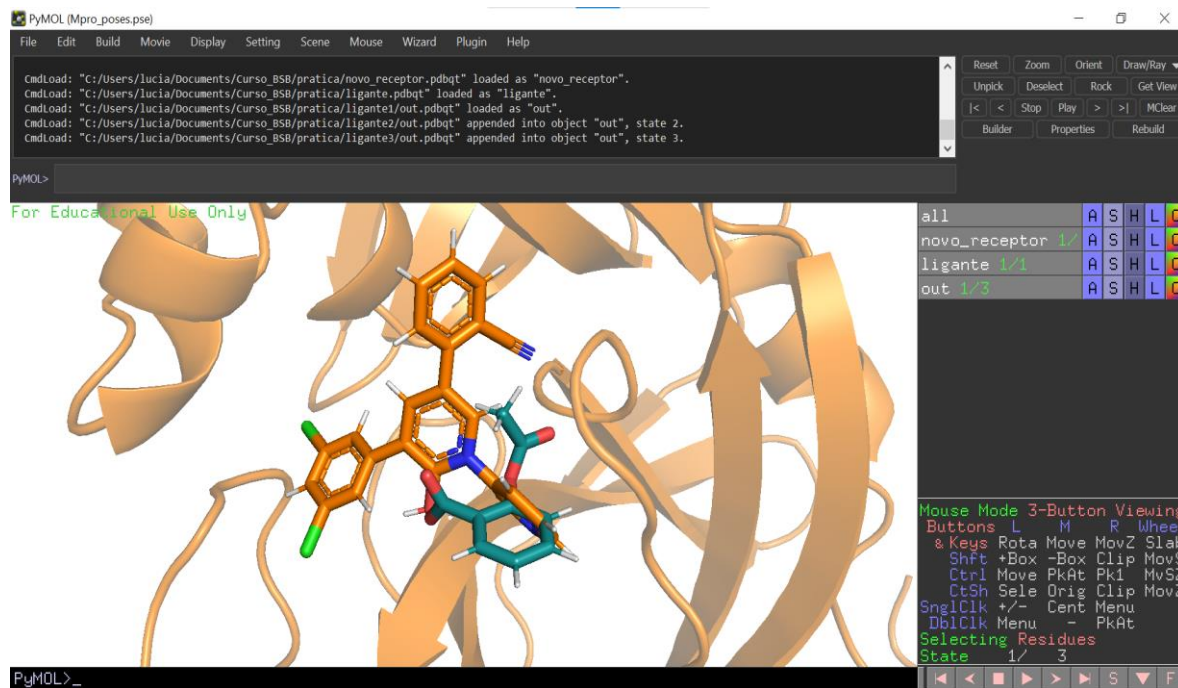 PyMOL (Mpro_poses.pse)
File Edit Build Movie Display Setting Scene Mouse Wizard Plugin Help
CmdLoad: "C:/Users/lucia/Documents/Curso_BSB/pratica/novo_receptor.pdbqt" loaded as "novo_receptor".
CmdLoad: "C:/Users/lucia/Documents/Curso_BSB/pratica/ligante.pdbqt" loaded as "ligante".
CmdLoad: "C:/Users/lucia/Documents/Curso_BSB/pratica/ligante1/out.pdbqt" loaded as "out".
CmdLoad: "C:/Users/lucia/Documents/Curso_BSB/pratica/ligante2/out.pdbqt" appended into object "out", state 2.
CmdLoad: "C:/Users/lucia/Documents/Curso_BSB/pratica/ligante3/out.pdbqt" appended into object "out", state 3.
PyMOL>
Reset Zoom Orient Draw/Ray
Unpick Deselect Rock Get View
|< < Stop Play > >| MClear
Builder Properties Rebuild
For Educational Use Only
all A S H L C
novo_receptor 1/ A S H L C
ligante 1/1 A S H L C
out 1/3 A S H L C
Mouse Mode 3-Button Viewing
Buttons L M R Whee
& Keys Rota Move MovZ Slab
Shft +Box -Box Clip MovS
Ctrl Move PkAt Pk1 MvSZ
CtSh Sele Orig Clip MovZ
SnglClk +/- Cent Menu
DblClk Menu - PkAt
Selecting Residues
State 1/ 3
PyMOL>_
S F